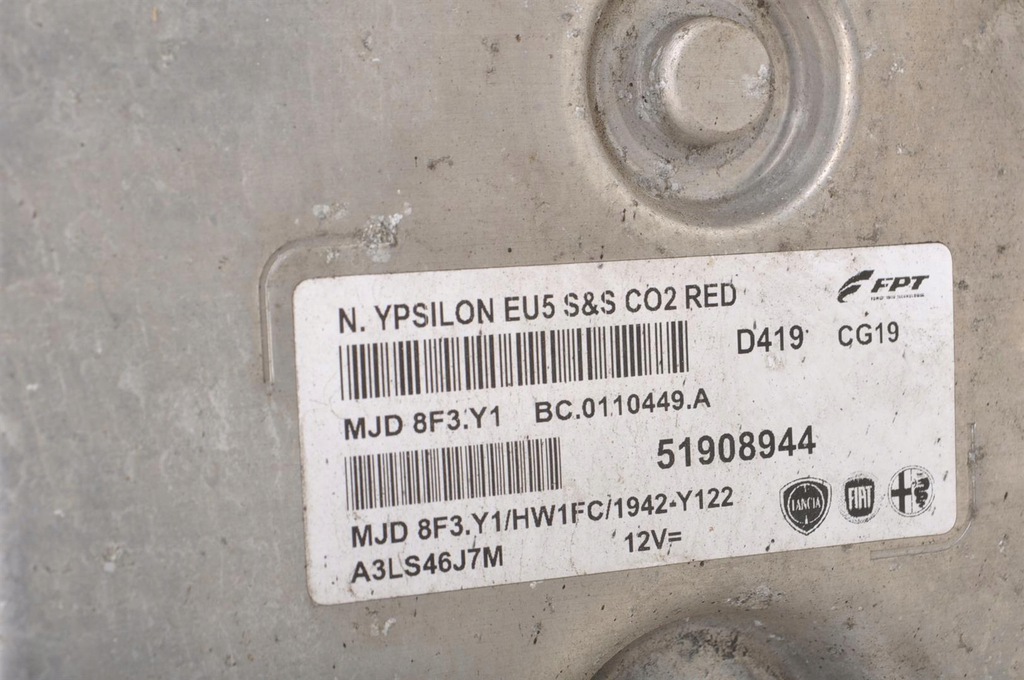 N. YPSILON EU5 S&S CO2 RED
FPT
D419 CG19
MJD 8F3.Y1 BC.0110449.A
51908944
MJD 8F3.Y1/HW1FC/1942-Y122
LANCIA
FIAT
A3LS46J7M 12V=